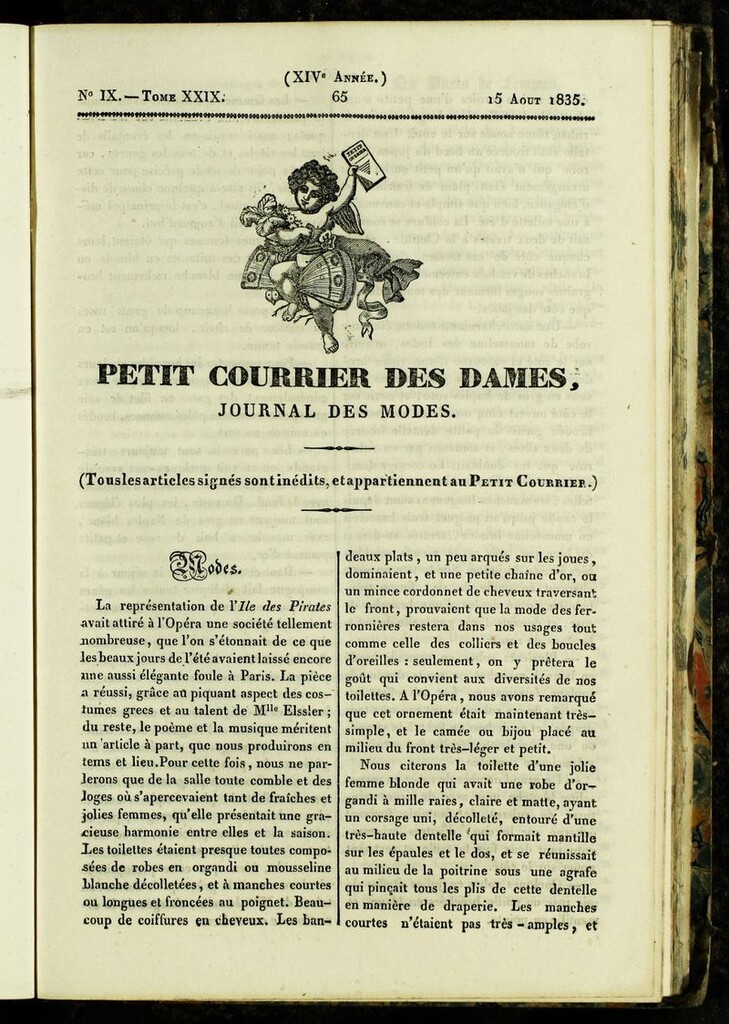 (XIVe Année.)
No IX. — Tome XXIX. 65 15 Aout 1835.
PETIT COURRIER
PETIT COURRIER DES DAMES,
JOURNAL DES MODES.
(Tous les articles signés sont inédits, et appartiennent au Petit Courrier.)
Modes.
La représentation de l'Ile des Pirates
avait attiré à l'Opéra une société tellement
nombreuse, que l'on s'étonnait de ce que
les beaux jours de l'été avaient laissé encore
une aussi élégante foule à Paris. La pièce
a réussi, grâce au piquant aspect des cos-
tumes grecs et au talent de Mlle Elssler ;
du reste, le poème et la musique méritent
un article à part, que nous produirons en
tems et lieu. Pour cette fois, nous ne par-
lerons que de la salle toute comble et des
loges où s'apercevaient tant de fraîches et
jolies femmes, qu'elle présentait une gra-
cieuse harmonie entre elles et la saison.
Les toilettes étaient presque toutes compo-
sées de robes en organdi ou mousseline
blanche décolletées, et à manches courtes
ou longues et froncées au poignet. Beau-
coup de coiffures en cheveux. Les ban-
deaux plats, un peu arqués sur les joues,
dominaient, et une petite chaîne d'or, ou
un mince cordonnet de cheveux traversant
le front, prouvaient que la mode des fer-
ronnières restera dans nos usages tout
comme celle des colliers et des boucles
d'oreilles : seulement, on y prêtera le
goût qui convient aux diversités de nos
toilettes. A l'Opéra, nous avons remarqué
que cet ornement était maintenant très-
simple, et le camée ou bijou placé au
milieu du front très-léger et petit.
Nous citerons la toilette d'une jolie
femme blonde qui avait une robe d'or-
gandi à mille raies, claire et matte, ayant
un corsage uni, décolleté, entouré d'une
très-haute dentelle qui formait mantille
sur les épaules et le dos, et se réunissait
au milieu de la poitrine sous une agrafe
qui pinçait tous les plis de cette dentelle
en manière de draperie. Les manches
courtes n'étaient pas très-amples, et